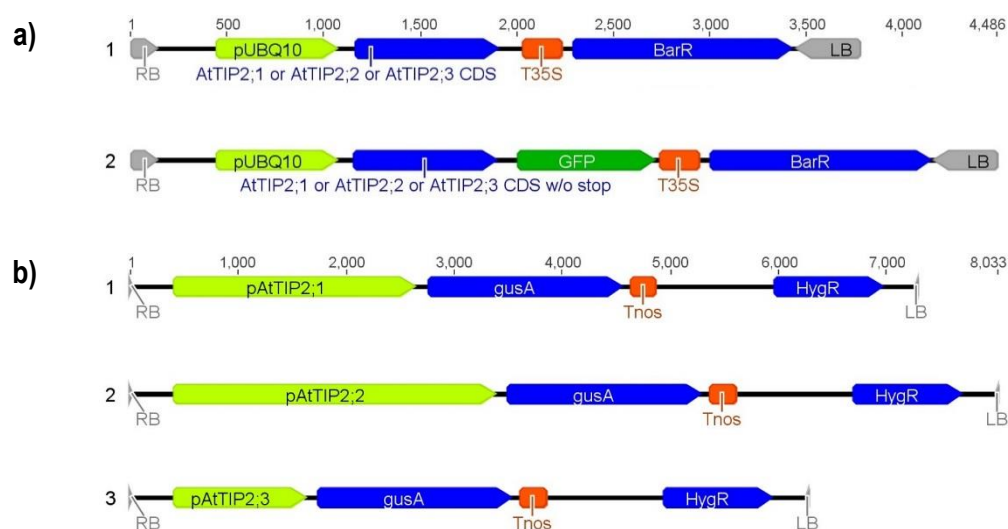 a)
1 500 1,000 1,500 2,000 2,500 3,000 3,500 4,000 4,486
1 pUBQ10 BarR LB
RB AtTIP2;1 or AtTIP2;2 or AtTIP2;3 CDS T35S
2 pUBQ10 GFP BarR LB
RB AtTIP2;1 or AtTIP2;2 or AtTIP2;3 CDS w/o stop T35S
b)
1 1,000 2,000 3,000 4,000 5,000 6,000 7,000 8,033
1 pAtTIP2;1 gusA HygR
RB Tnos LB
2 pAtTIP2;2 gusA HygR
RB Tnos LB
3 pAtTIP2;3 gusA HygR
RB Tnos LB